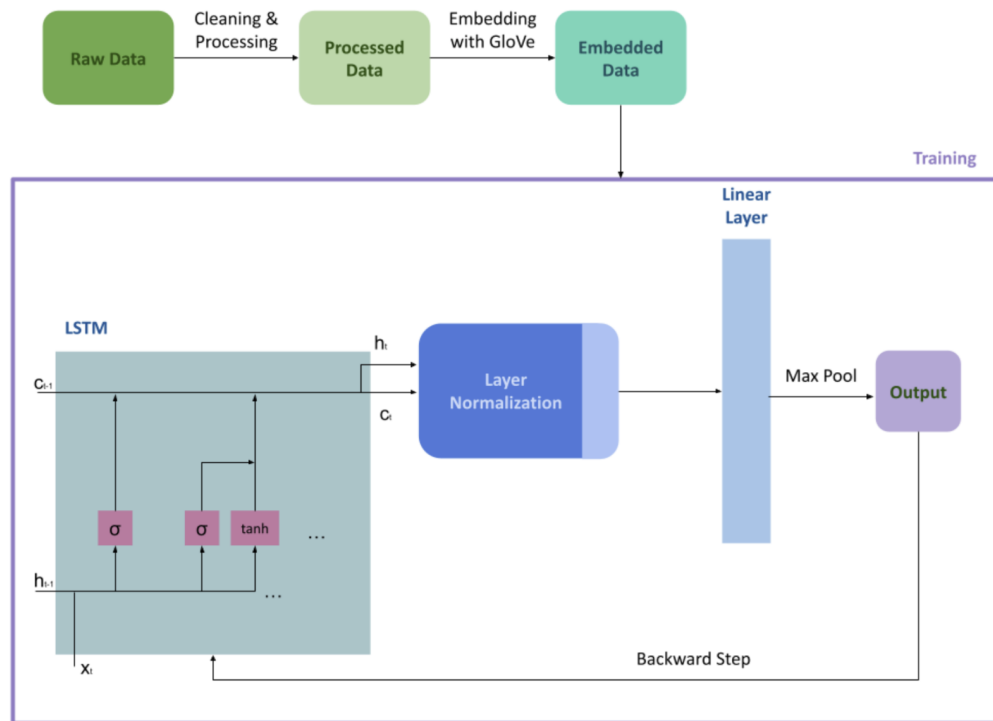 Cleaning &
Processing
Embedding
with GloVe
Raw Data
Processed
Data
Embedded
Data
Training
Linear
Layer
LSTM
hₜ
Cₜ₋₁
Layer
Normalization
Max Pool
Output
Cₜ
σ
σ
tanh
...
hₜ₋₁
...
Xₜ
Backward Step